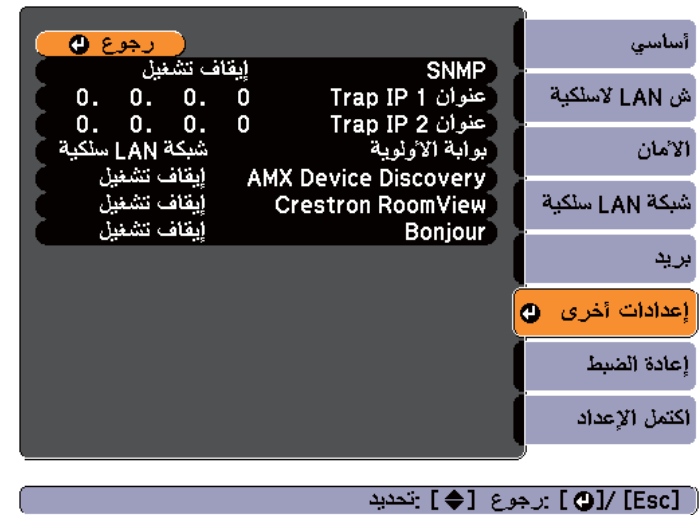 رجوع
SNMP إيقاف تشغيل
عنوان Trap IP 1 0. 0. 0. 0
عنوان Trap IP 2 0. 0. 0. 0
بوابة الأولوية شبكة LAN سلكية
AMX Device Discovery إيقاف تشغيل
Crestron RoomView إيقاف تشغيل
Bonjour إيقاف تشغيل
أساسي
ش LAN لاسلكية
الأمان
شبكة LAN سلكية
بريد
إعدادات أخرى
إعادة الضبط
اكتمل الإعداد
[Esc] /[ ] :رجوع [ ] :تحديد